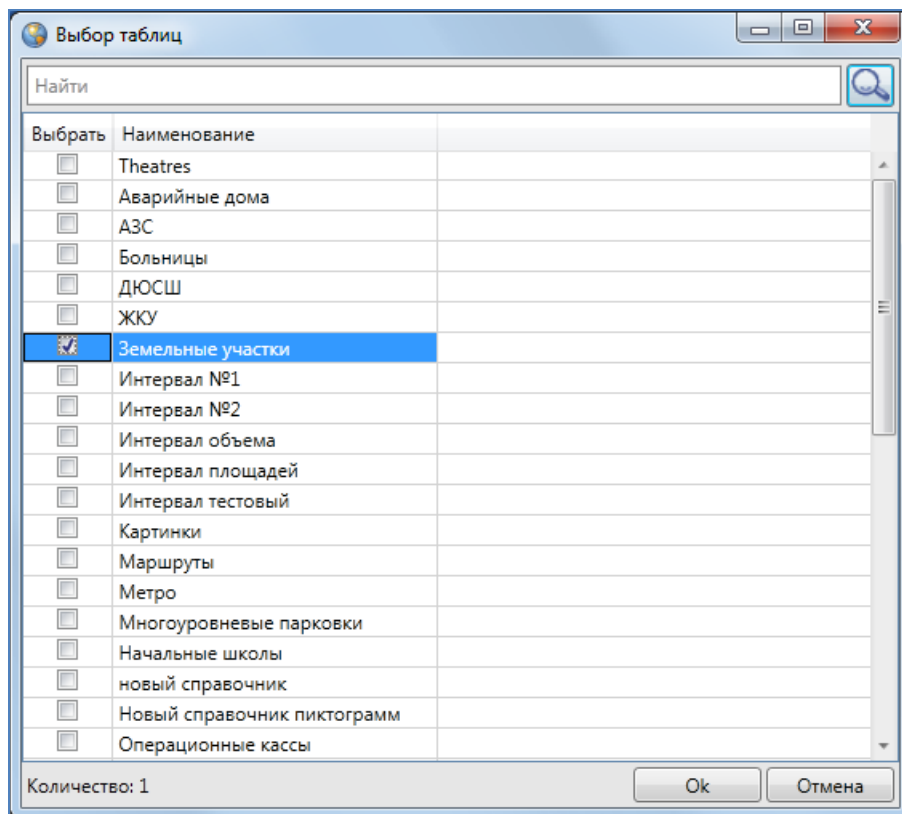 Выбор таблиц
Найти
Выбрать Наименование
Theatres
Аварийные дома
АЗС
Больницы
ДЮСШ
ЖКУ
Земельные участки
Интервал №1
Интервал №2
Интервал объема
Интервал площадей
Интервал тестовый
Картинки
Маршруты
Метро
Многоуровневые парковки
Начальные школы
новый справочник
Новый справочник пиктограмм
Операционные кассы
Количество: 1 Ok Отмена